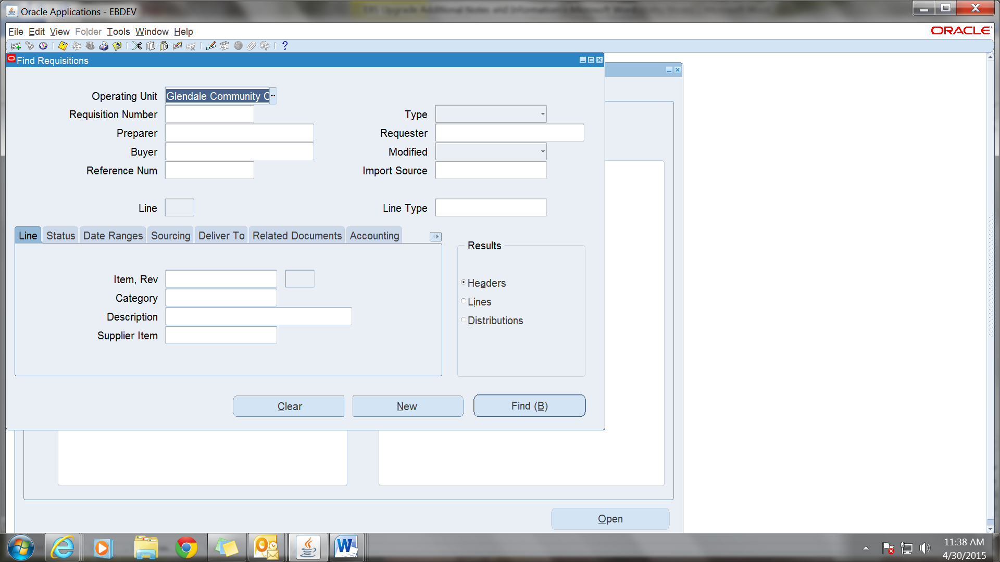 Oracle Applications - EBDEV
File Edit View Folder Tools Window Help
ORACLE
Find Requisitions
Operating Unit Glendale Community C
Requisition Number
Type
Preparer
Requester
Buyer
Modified
Reference Num
Import Source
Line
Line Type
Line Status Date Ranges Sourcing Deliver To Related Documents Accounting
Results
Item, Rev
Headers
Category
Lines
Description
Distributions
Supplier Item
Clear New Find (B)
Open
11:38 AM
4/30/2015